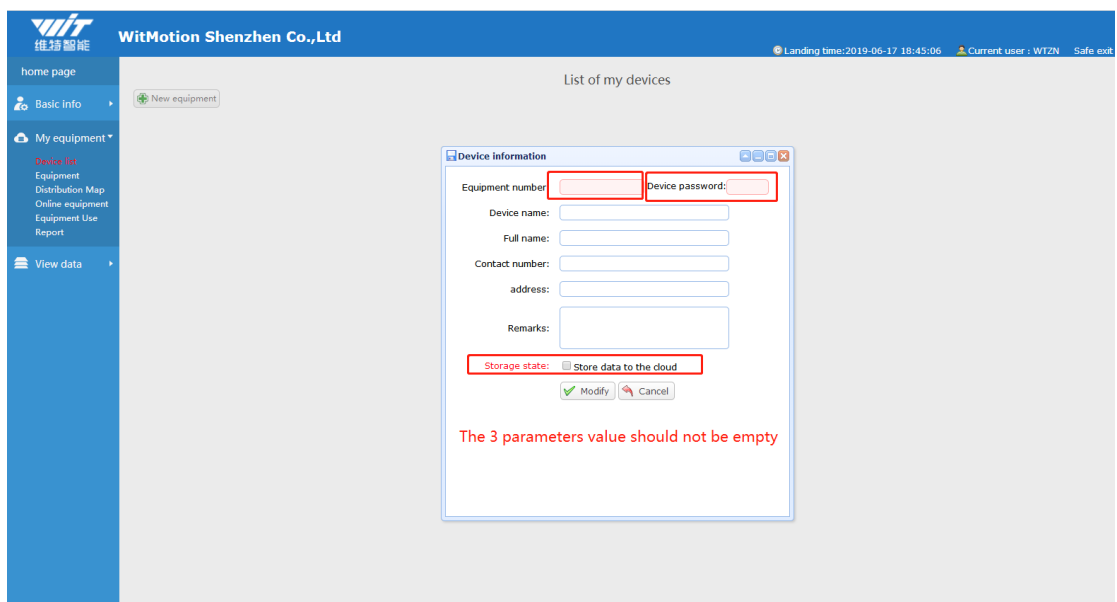 WiT
维特智能
WitMotion Shenzhen Co.,Ltd
Landing time:2019-06-17 18:45:06 Current user : WTZN Safe exit
home page
Basic info
My equipment
Device list
Equipment
Distribution Map
Online equipment
Equipment Use
Report
View data
List of my devices
New equipment
Device information
Equipment number Device password:
Device name:
Full name:
Contact number:
address:
Remarks:
Storage state: Store data to the cloud
Modify Cancel
The 3 parameters value should not be empty